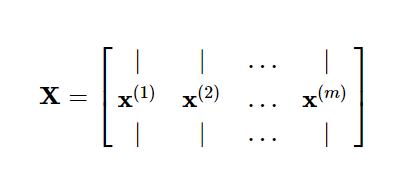 | | ... |
X = [ x^(1) x^(2) ... x^(m) ]
| | ... |